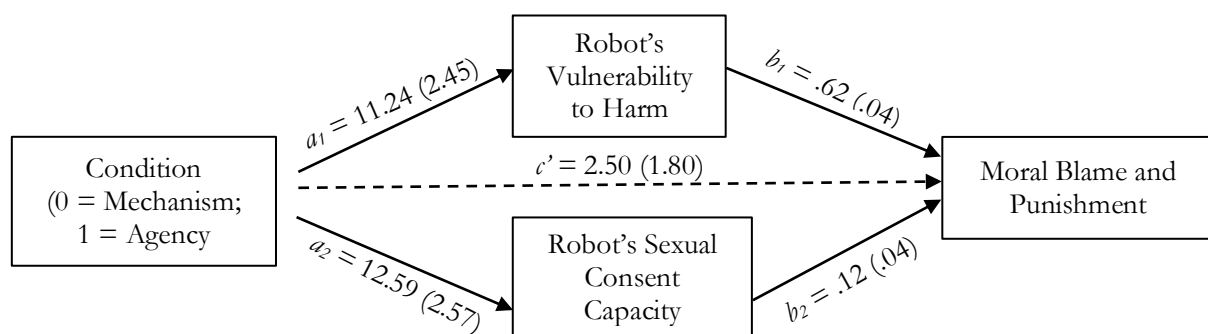 Condition
(0 = Mechanism;
1 = Agency
a1 = 11.24 (2.45)
Robot's
Vulnerability
to Harm
b1 = .62 (.04)
c' = 2.50 (1.80)
a2 = 12.59 (2.57)
Robot's Sexual
Consent
Capacity
b2 = .12 (.04)
Moral Blame and
Punishment